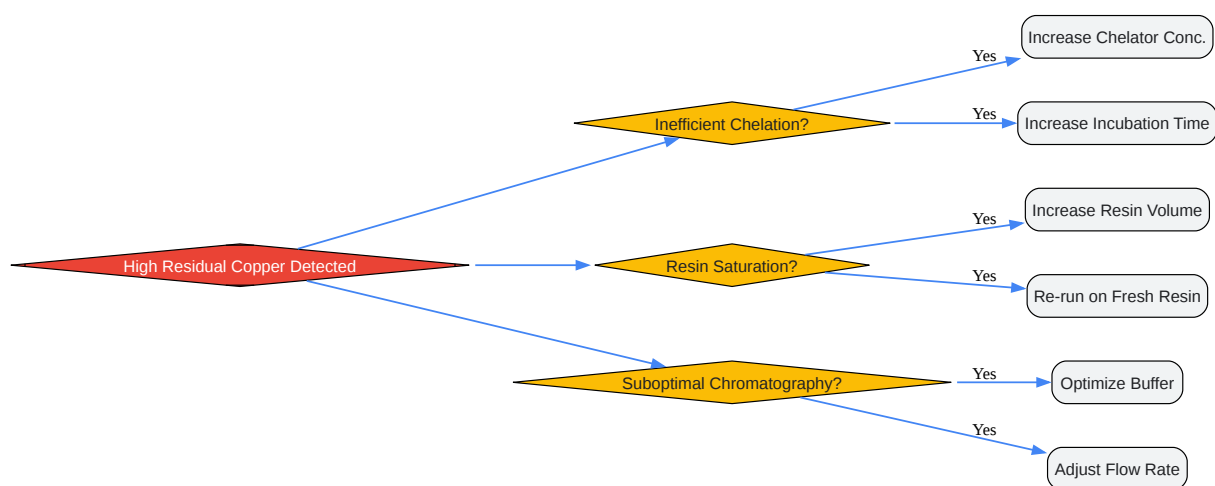 High Residual Copper Detected
Inefficient Chelation?
Yes
Increase Chelator Conc.
Yes
Increase Incubation Time
Resin Saturation?
Yes
Increase Resin Volume
Yes
Re-run on Fresh Resin
Suboptimal Chromatography?
Yes
Optimize Buffer
Yes
Adjust Flow Rate